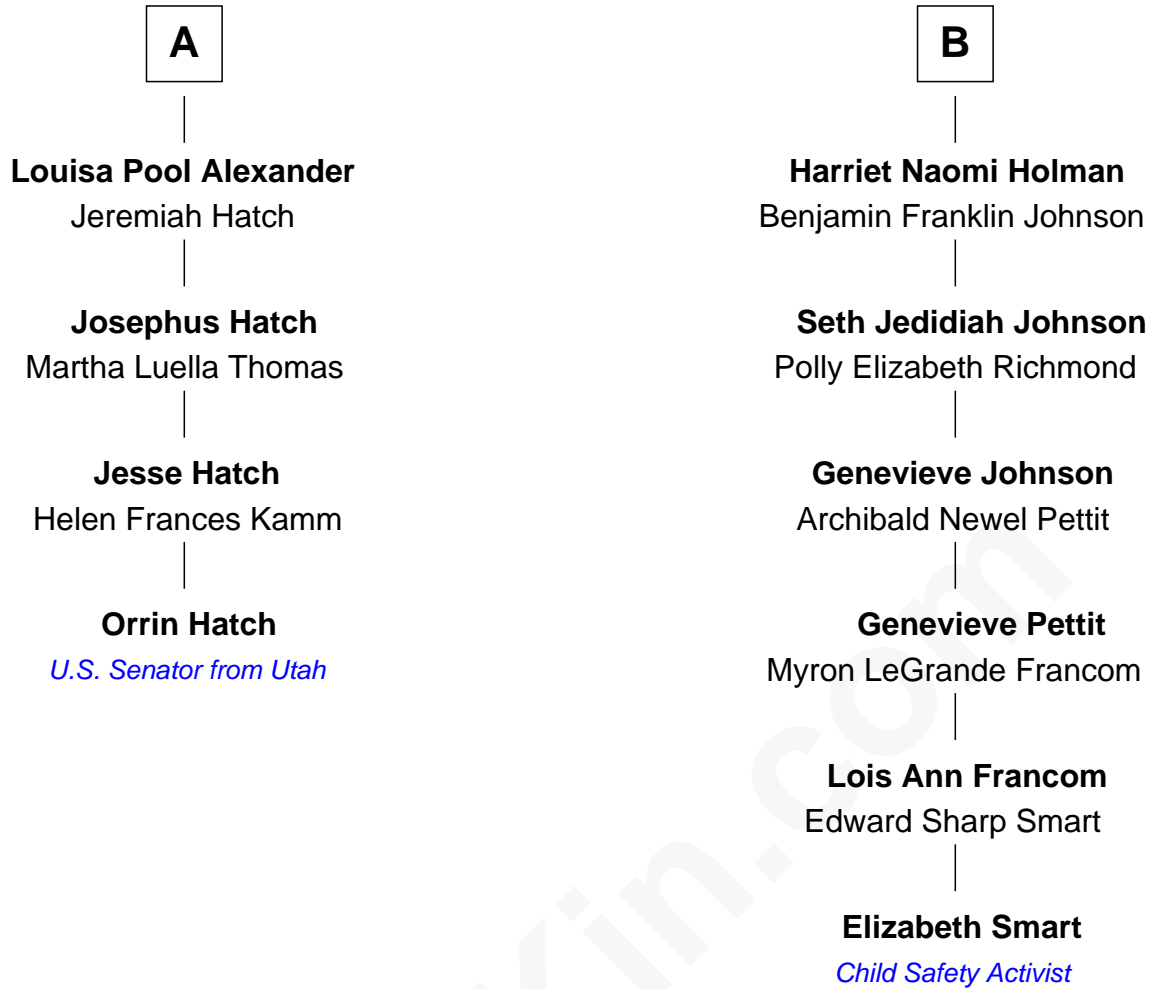 A
Louisa Pool Alexander
Jeremiah Hatch
Josephus Hatch
Martha Luella Thomas
Jesse Hatch
Helen Frances Kamm
Orrin Hatch
U.S. Senator from Utah
B
Harriet Naomi Holman
Benjamin Franklin Johnson
Seth Jedidiah Johnson
Polly Elizabeth Richmond
Genevieve Johnson
Archibald Newel Pettit
Genevieve Pettit
Myron LeGrande Francom
Lois Ann Francom
Edward Sharp Smart
Elizabeth Smart
Child Safety Activist